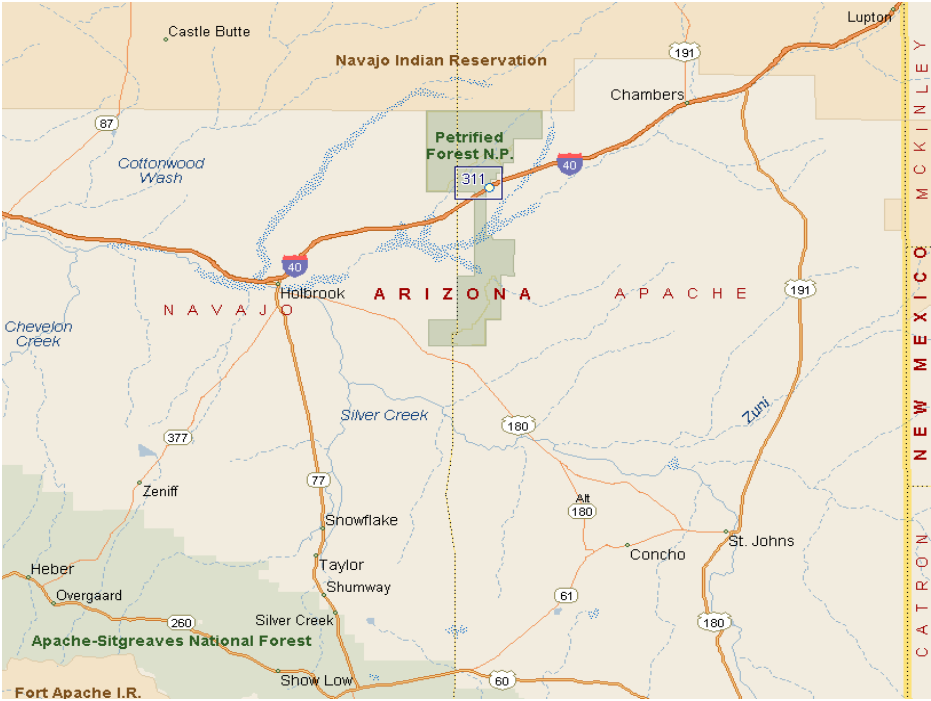 Lupton
Castle Butte
191
Navajo Indian Reservation
MCKINLEY
Chambers
87
Petrified
Forest N.P.
Cottonwood
Wash
40
311
40
Holbrook
ARIZONA
APACHE
191
NAVAJO
Chevelon
Creek
NEW MEXICO
Silver Creek
Zuni
180
377
77
Zeniff
Alt
180
Snowflake
St. Johns
Concho
Taylor
Heber
Shumway
Overgaard
61
CATRON
Silver Creek
260
180
Apache-Sitgreaves National Forest
Show Low
60
Fort Apache I.R.